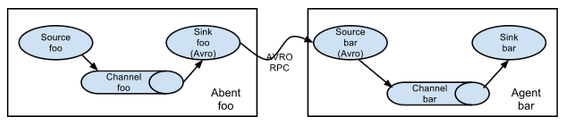 Source
foo
Sink
foo
(Avro)
Channel
foo
Abent
foo
AVRO
RPC
Source
bar
(Avro)
Sink
bar
Channel
bar
Agent
bar